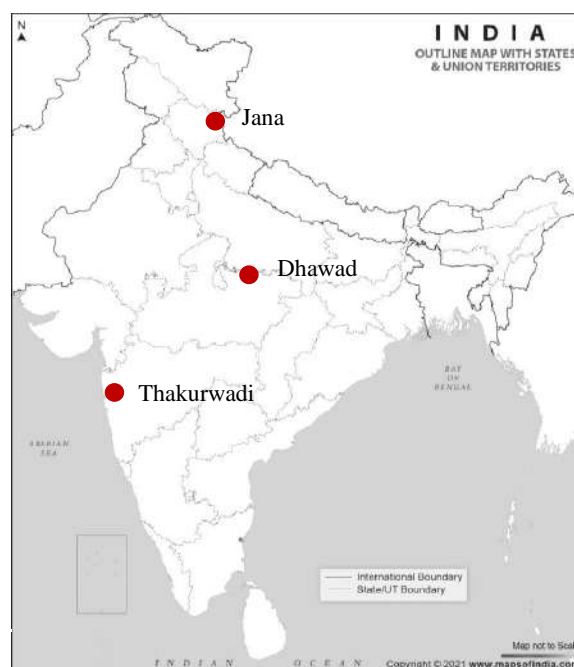 N
INDIA
OUTLINE MAP WITH STATES
& UNION TERRITORIES
Jana
Dhawad
Thakurwadi
BAY
OF
BENGAL
ARABIAN
SEA
International Boundary
State/UT Boundary
Map not to Scal
INDIAN OCEAN
Copyright © 2021 www.mapsofindia.com